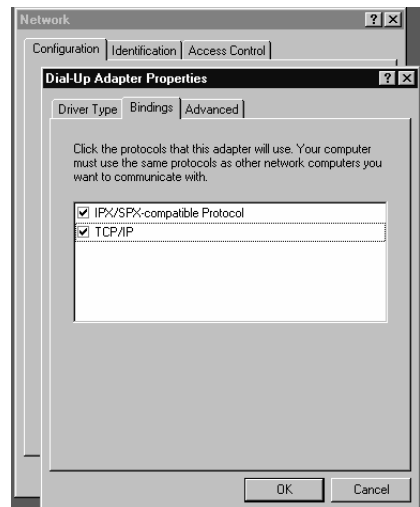 Network
Configuration Identification Access Control
Dial-Up Adapter Properties
Driver Type Bindings Advanced
Click the protocols that this adapter will use. Your computer
must use the same protocols as other network computers you
want to communicate with.
IPX/SPX-compatible Protocol
TCP/IP
OK Cancel